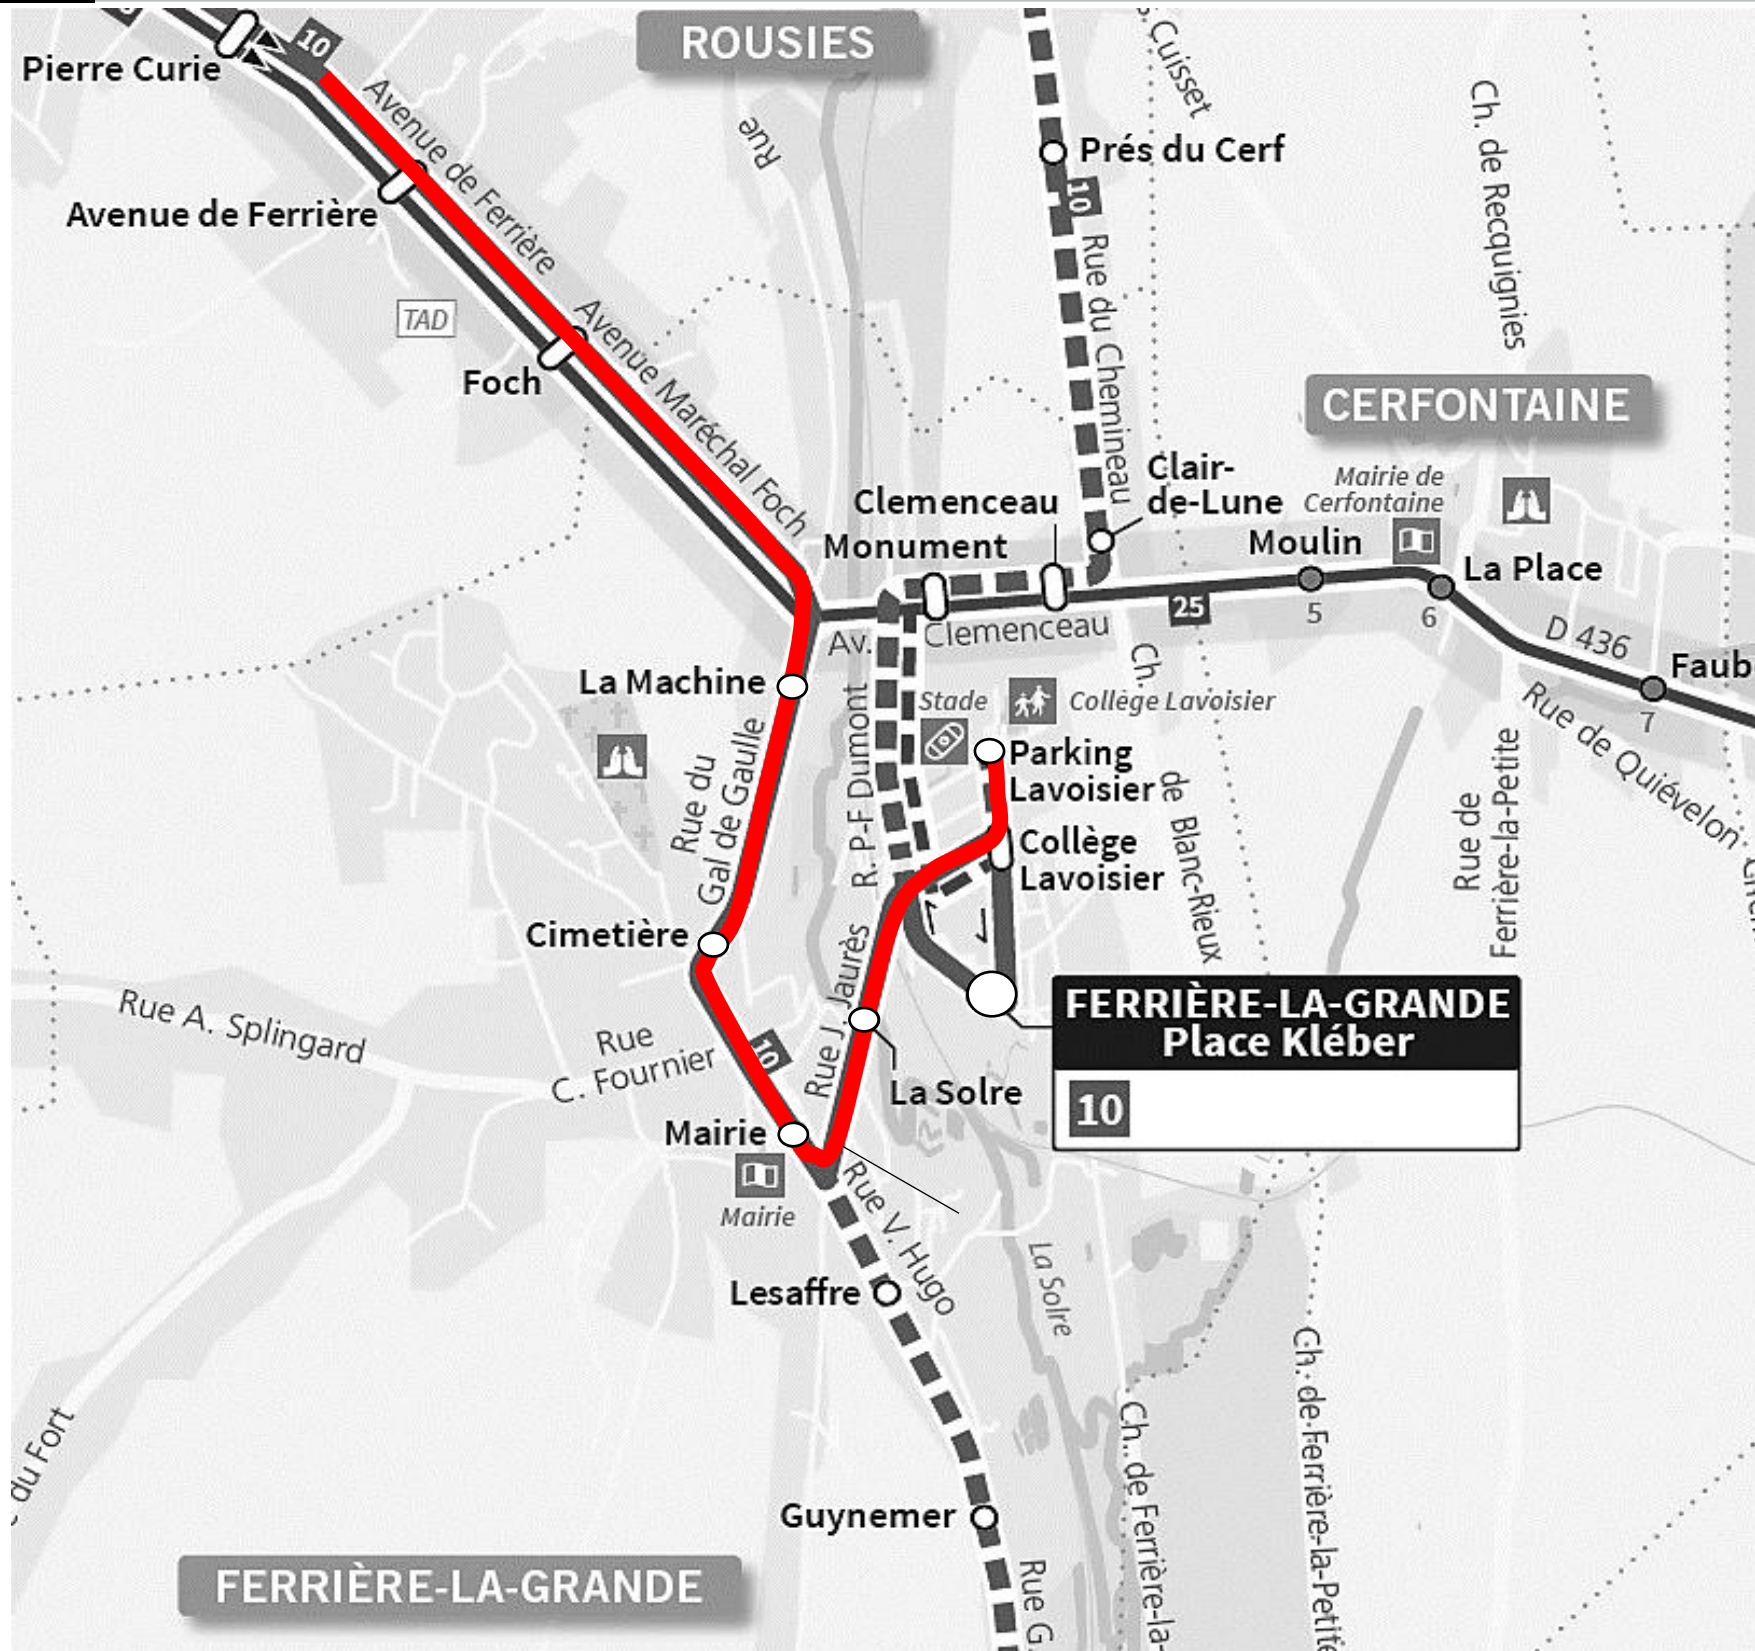 ROUSIES
10
Pierre Curie
Cuisset
Avenue de Ferrière
Rue
Prés du Cerf
10
Ch. de Recquignies
Avenue de Ferrière
Rue du Chemineau
TAD
Avenue Maréchal Foch
Foch
CERFONTAINE
Clair-
de-Lune
Mairie de
Cerfontaine
Clemenceau
Monument
Moulin
La Place
25
5
6
Av. Clemenceau
D 436
Faub
7
La Machine
Ch. de Blanc-Rieux
Stade
Collège Lavoisier
Rue de Quiévelon
Rue du
Gal de Gaulle
R. P-F Dumont
Parking
Lavoisier
Rue de
Ferrière-la-Petite
Collège
Lavoisier
Cimetière
Rue J. Jaurès
FERRIÈRE-LA-GRANDE
Place Kléber
10
Rue A. Splingard
Rue
C. Fournier
10
La Solre
Mairie
Mairie
Rue V. Hugo
La Solre
Lesaffre
Ch. de Ferrière-la-Petite
Ch. de Ferrière-la-
du Fort
Guynemer
Rue G.
FERRIÈRE-LA-GRANDE